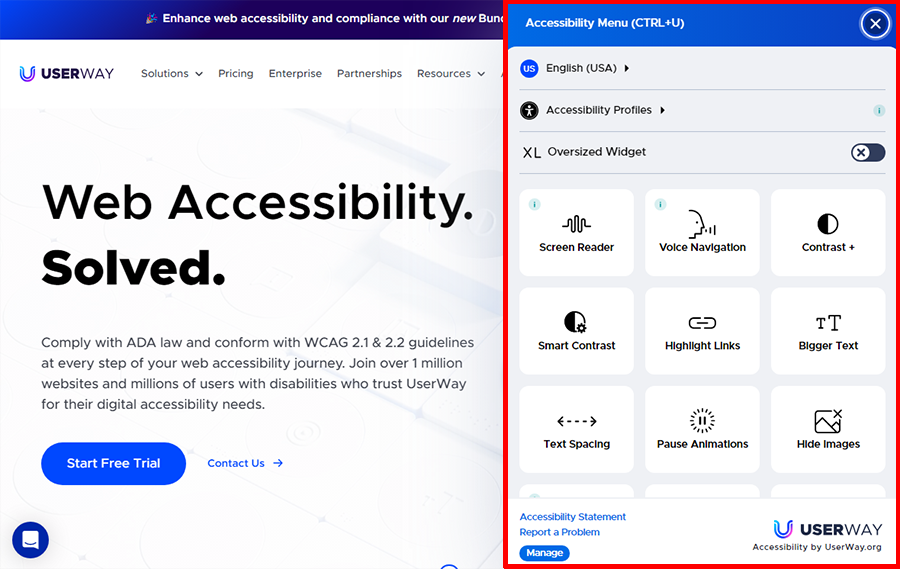 Enhance web accessibility and compliance with our new
USERWAY
Solutions
Pricing
Enterprise
Partnerships
Resources
Web Accessibility.
Solved.
Comply with ADA law and conform with WCAG 2.1 & 2.2 guidelines
at every step of your web accessibility journey. Join over 1 million
websites and millions of users with disabilities who trust UserWay
for their digital accessibility needs.
Start Free Trial
Contact Us
Accessibility Menu (CTRL+U)
US English (USA)
Accessibility Profiles
i
XL Oversized Widget
i
Screen Reader
i
Voice Navigation
Contrast +
Smart Contrast
Highlight Links
TT
Bigger Text
Text Spacing
Pause Animations
Hide Images
Accessibility Statement
Report a Problem
Manage
USERWAY
Accessibility by UserWay.org